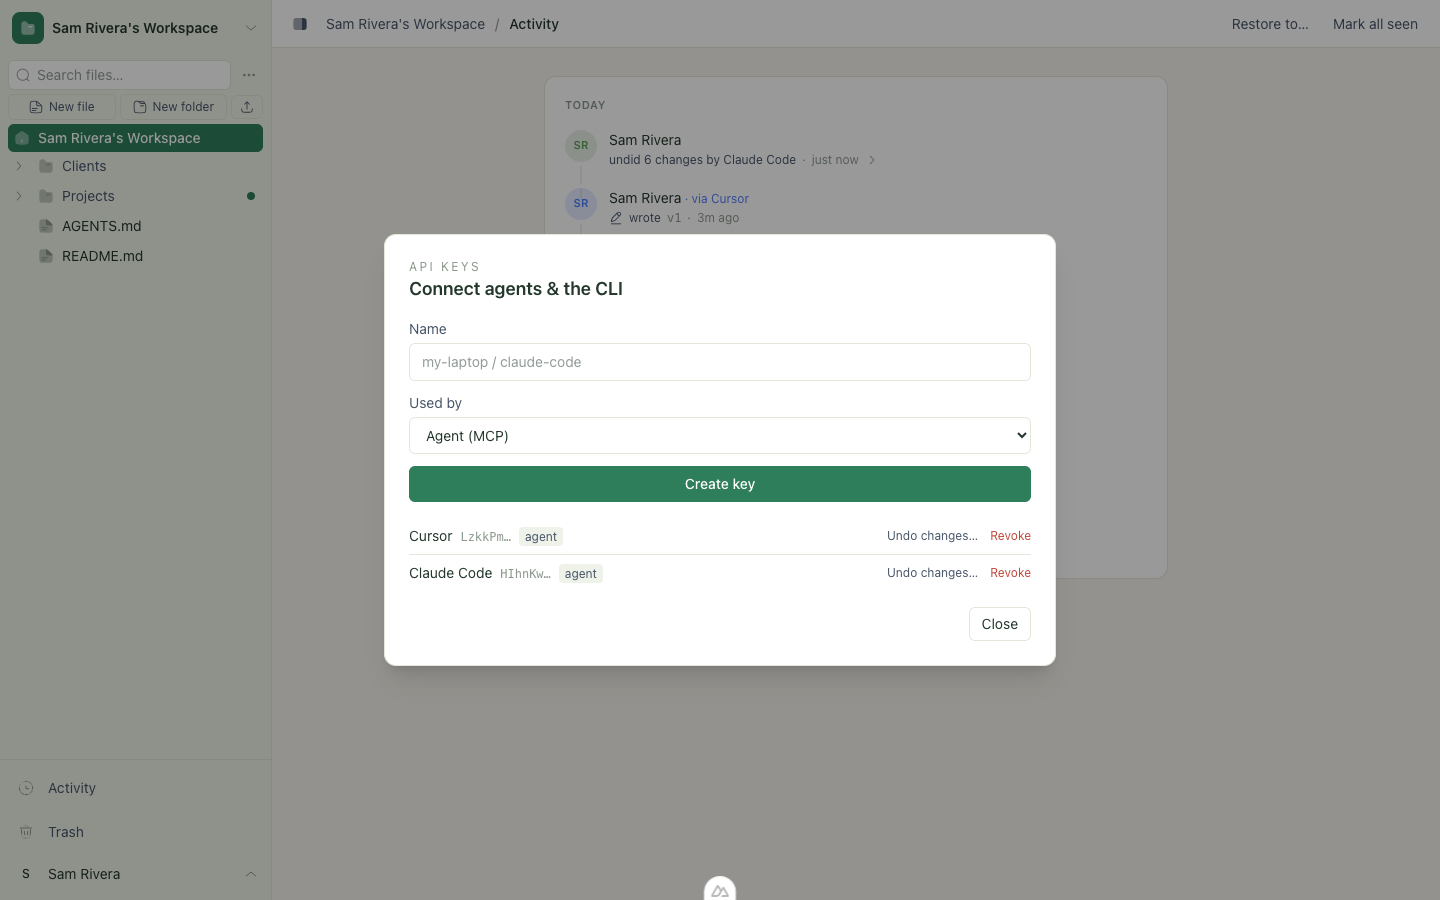 Sam Rivera's Workspace
Search files...
New file
New folder
Sam Rivera's Workspace
Clients
Projects
AGENTS.md
README.md
Activity
Trash
S Sam Rivera
Sam Rivera's Workspace / Activity
Restore to...
Mark all seen
TODAY
SR
Sam Rivera
undid 6 changes by Claude Code · just now
SR
Sam Rivera · via Cursor
wrote v1 · 3m ago
API KEYS
Connect agents & the CLI
Name
my-laptop / claude-code
Used by
Agent (MCP)
Create key
Cursor LzkkPm… agent Undo changes... Revoke
Claude Code HIhnKw… agent Undo changes... Revoke
Close